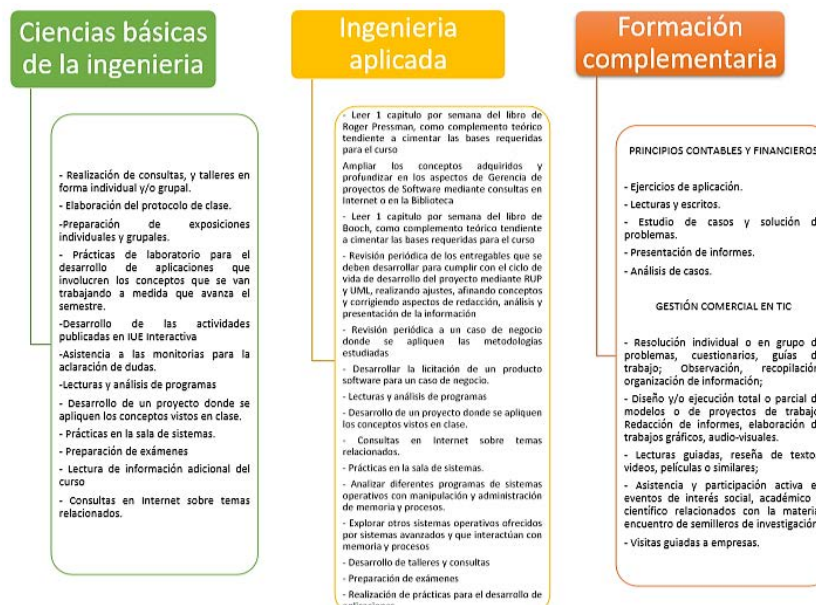 Ciencias básicas
de la ingenieria
- Realización de consultas, y talleres en
forma individual y/o grupal.
- Elaboración del protocolo de clase.
-Preparación de exposiciones
individuales y grupales.
- Prácticas de laboratorio para el
desarrollo de aplicaciones que
involucren los conceptos que se van
trabajando a medida que avanza el
semestre.
-Desarrollo de las actividades
publicadas en IUE Interactiva
-Asistencia a las monitorias para la
aclaración de dudas.
-Lecturas y análisis de programas
- Desarrollo de un proyecto donde se
apliquen los conceptos vistos en clase.
- Prácticas en la sala de sistemas.
- Preparación de exámenes
- Lectura de información adicional del
curso
- Consultas en Internet sobre temas
relacionados.
Ingenieria
aplicada
- Leer 1 capitulo por semana del libro de
Roger Pressman, como complemento teórico
tendiente a cimentar las bases requeridas
para el curso
Ampliar los conceptos adquiridos y
profundizar en los aspectos de Gerencia de
proyectos de Software mediante consultas en
Internet o en la Biblioteca
- Leer 1 capitulo por semana del libro de
Booch, como complemento teórico tendiente
a cimentar las bases requeridas para el curso
- Revisión periódica de los entregables que se
deben desarrollar para cumplir con el ciclo de
vida de desarrollo del proyecto mediante RUP
y UML, realizando ajustes, afinando conceptos
y corrigiendo aspectos de redacción, análisis y
presentación de la información
- Revisión periódica a un caso de negocio
donde se apliquen las metodologías
estudiadas
- Desarrollar la licitación de un producto
software para un caso de negocio.
- Lecturas y análisis de programas
- Desarrollo de un proyecto donde se apliquen
los conceptos vistos en clase.
- Consultas en Internet sobre temas
relacionados.
- Prácticas en la sala de sistemas.
- Analizar diferentes programas de sistemas
operativos con manipulación y administración
de memoria y procesos.
- Explorar otros sistemas operativos ofrecidos
por sistemas avanzados y que interactúan con
memoria y procesos
- Desarrollo de talleres y consultas
- Preparación de exámenes
- Realización de prácticas para el desarrollo de
Formación
complementaria
PRINCIPIOS CONTABLES Y FINANCIEROS
- Ejercicios de aplicación.
- Lecturas y escritos.
- Estudio de casos y solución d
problemas.
- Presentación de informes.
- Análisis de casos.
GESTIÓN COMERCIAL EN TIC
- Resolución individual o en grupo d
problemas, cuestionarios, guías d
trabajo; Observación, recopilación
organización de información;
- Diseño y/o ejecución total o parcial d
modelos o de proyectos de trabajo
Redacción de informes, elaboración d
trabajos gráficos, audio-visuales.
- Lecturas guiadas, reseña de texto
videos, películas o similares;
- Asistencia y participación activa e
eventos de interés social, académico
científico relacionados con la materia
encuentro de semilleros de investigación
- Visitas guiadas a empresas.